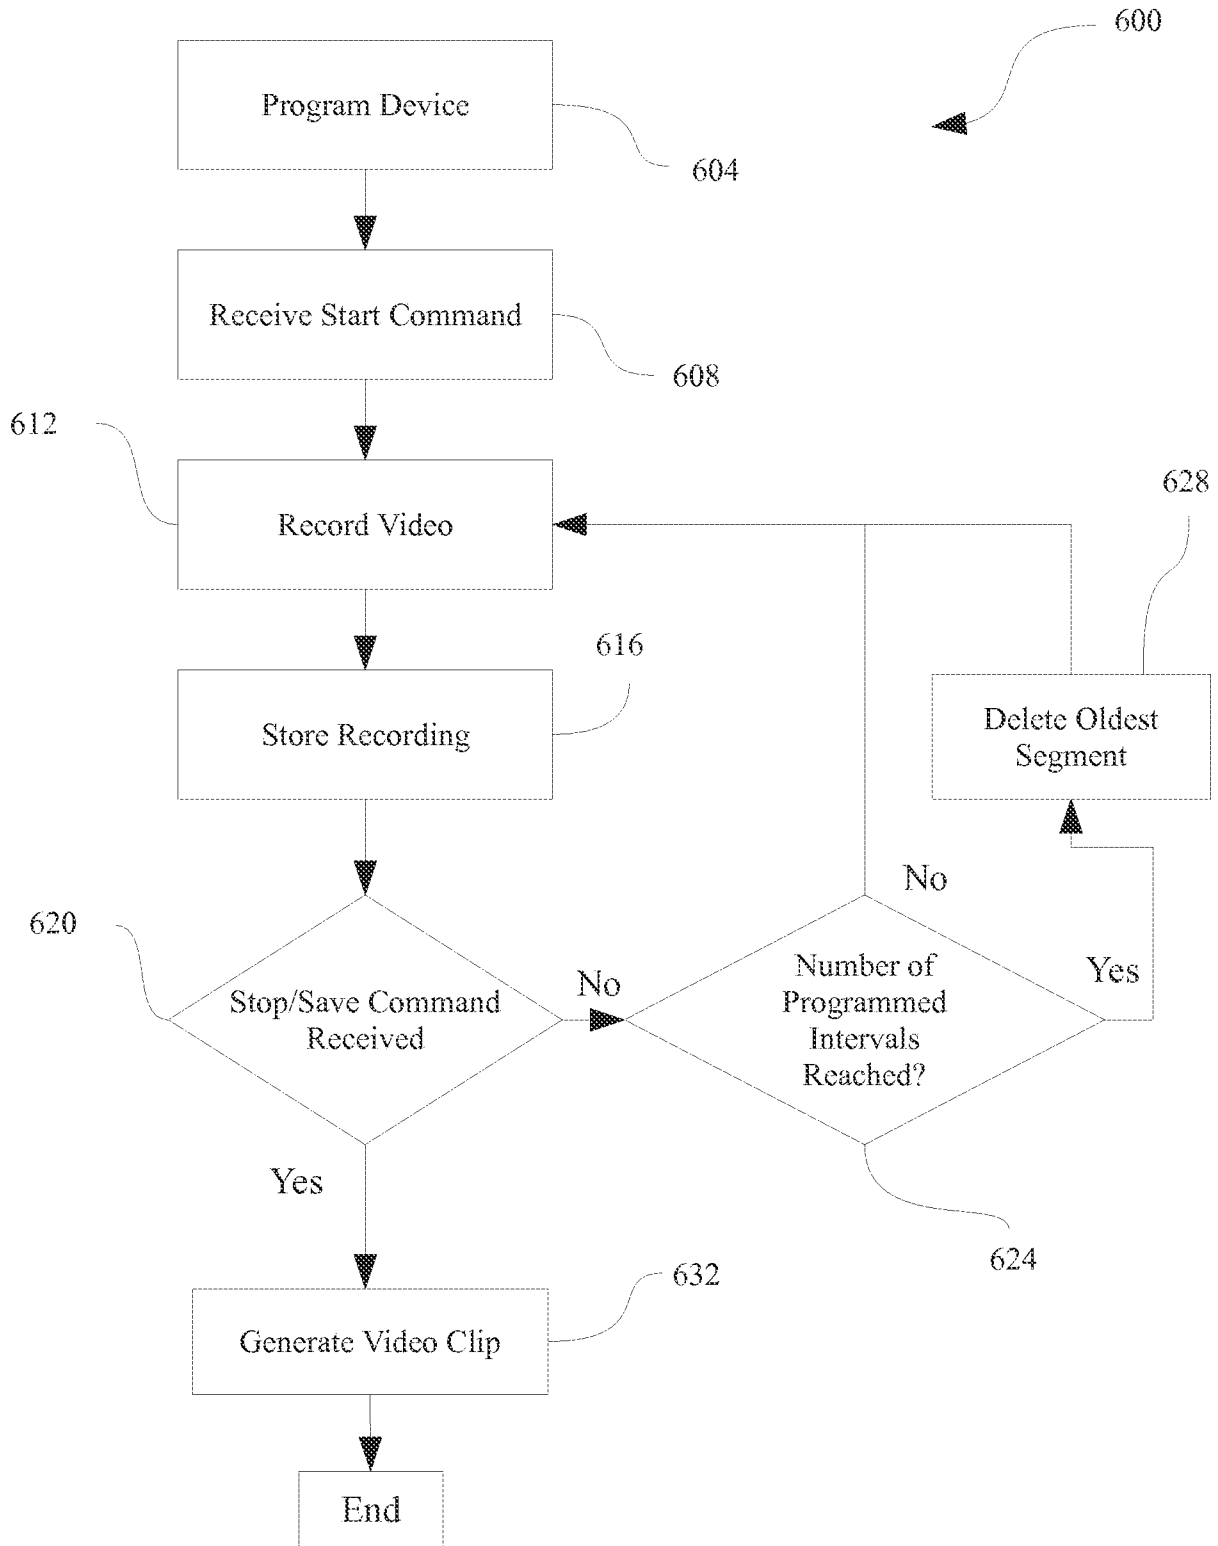 600
Program Device
604
Receive Start Command
608
612
Record Video
628
616
Store Recording
Delete Oldest
Segment
No
620
Stop/Save Command
Received
No
Number of
Programmed
Intervals
Reached?
Yes
Yes
624
632
Generate Video Clip
End